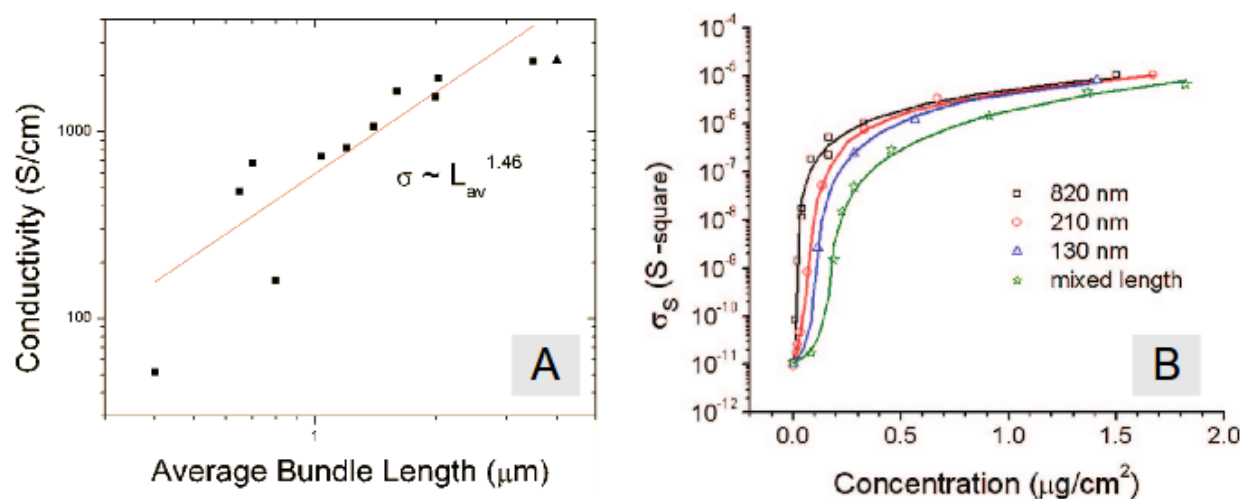 Conductivity (S/cm)
1000
100
σ ~ L_av^1.46
A
1
Average Bundle Length (μm)
σ_S (S -square)
10^-4
10^-5
10^-6
10^-7
10^-8
10^-9
10^-10
10^-11
10^-12
820 nm
210 nm
130 nm
mixed length
B
0.0 0.5 1.0 1.5 2.0
Concentration (μg/cm^2)